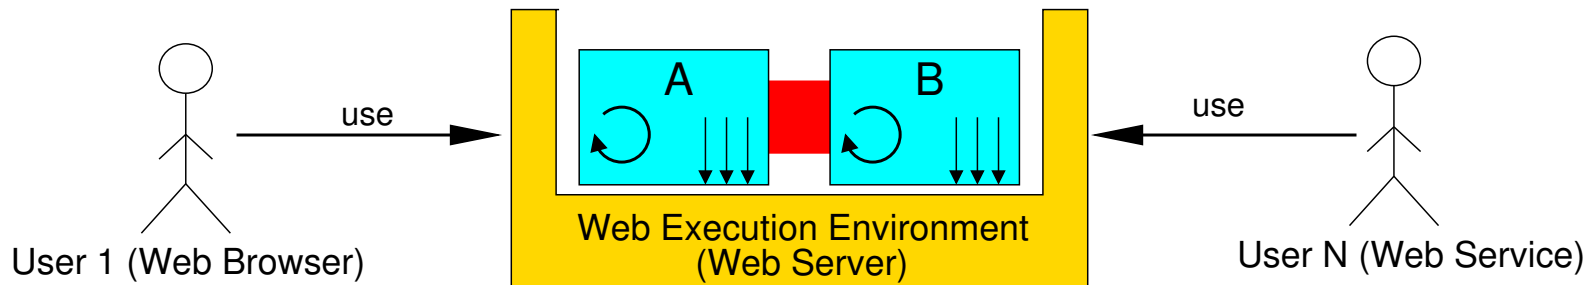 A
B
use
use
Web Execution Environment
(Web Server)
User 1 (Web Browser)
User N (Web Service)